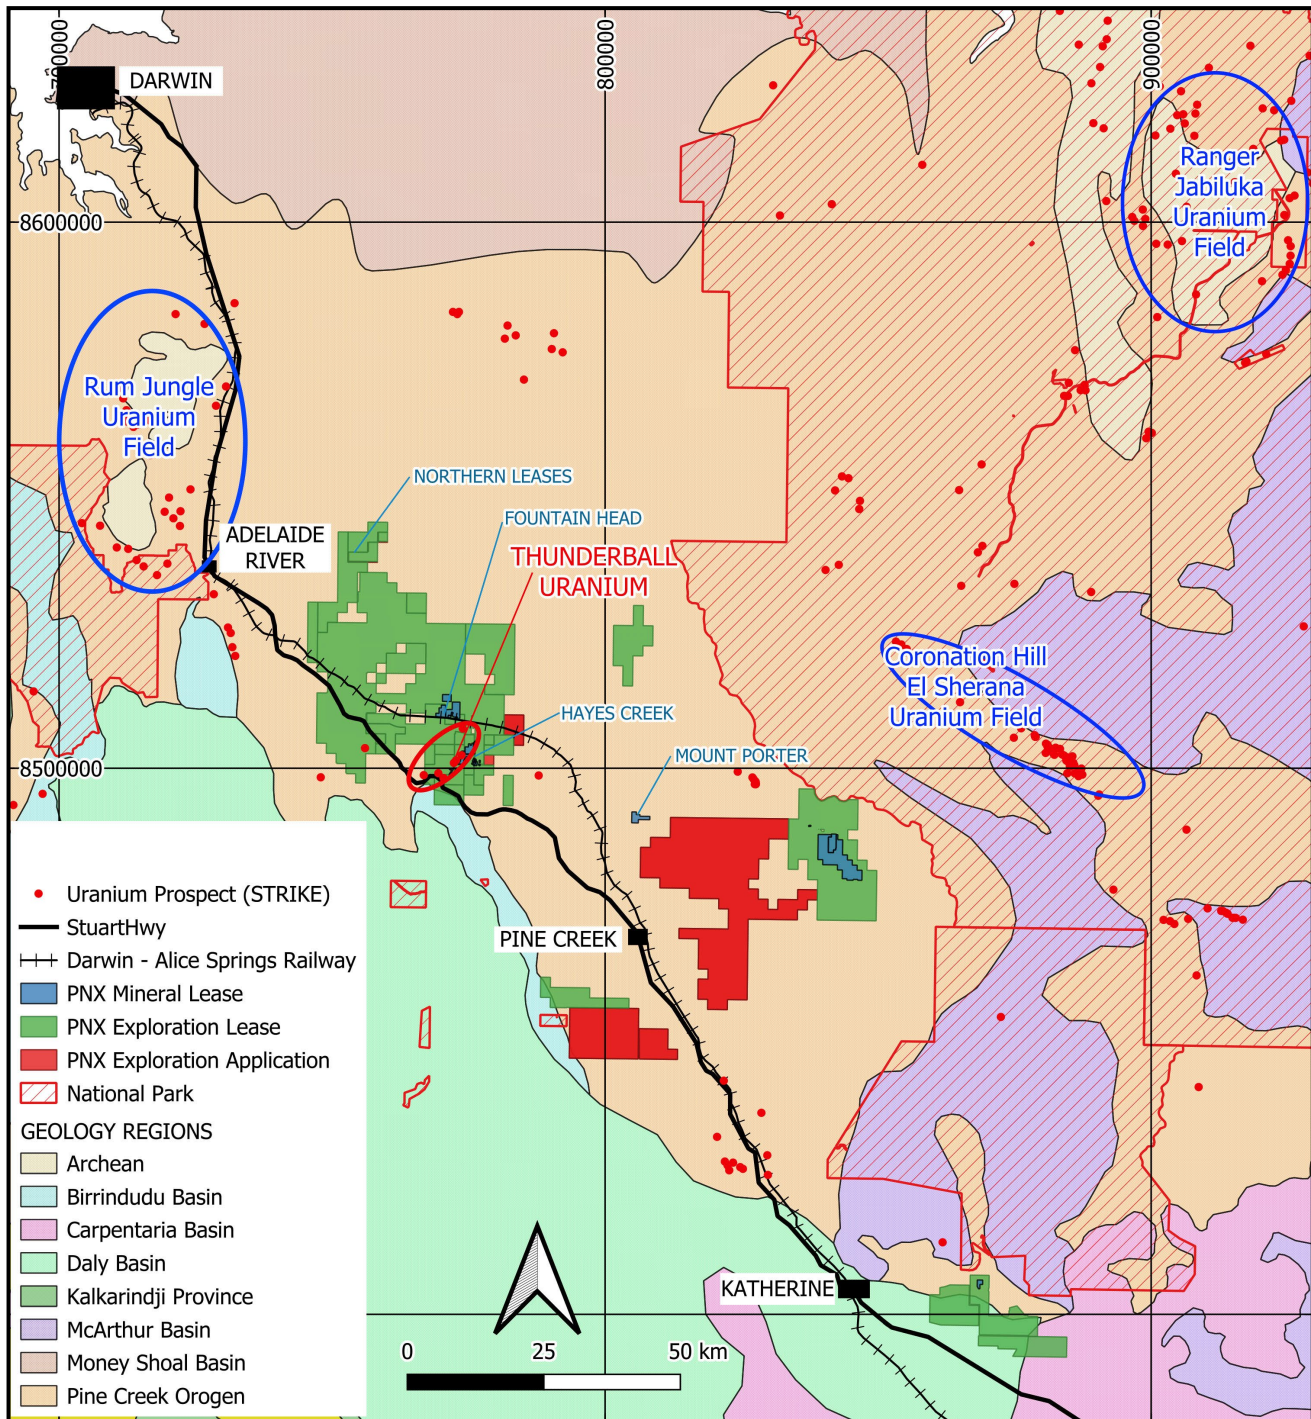 700000
800000
900000
DARWIN
Ranger
Jabiluka
Uranium
Field
8600000
Rum Jungle
Uranium
Field
NORTHERN LEASES
FOUNTAIN HEAD
ADELAIDE
RIVER
THUNDERBALL
URANIUM
Coronation Hill
El Sherana
Uranium Field
HAYES CREEK
MOUNT PORTER
8500000
PINE CREEK
KATHERINE
Uranium Prospect (STRIKE)
StuartHwy
Darwin - Alice Springs Railway
PNX Mineral Lease
PNX Exploration Lease
PNX Exploration Application
National Park
GEOLOGY REGIONS
Archean
Birrindudu Basin
Carpentaria Basin
Daly Basin
Kalkarindji Province
McArthur Basin
Money Shoal Basin
Pine Creek Orogen
0 25 50 km